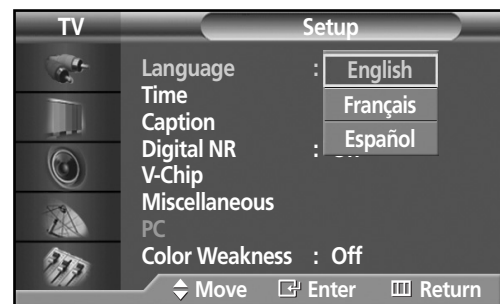 TV Setup
Language : English
Time
Français
Caption
Español
Digital NR :
V-Chip
Miscellaneous
PC
Color Weakness : Off
Move Enter Return